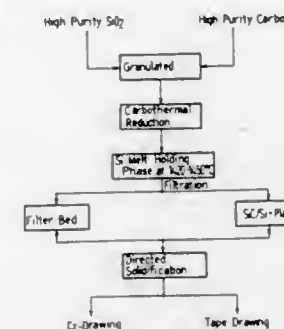 High Purity SiO2 High Purity Carbo
Granulated
Carbothermal
Reduction
Si Melt Holding
Phase at
Filtration
Filter Bed SiC/Si-Pl
Directed
Solidification
Cz-Drawing Tape Drawing